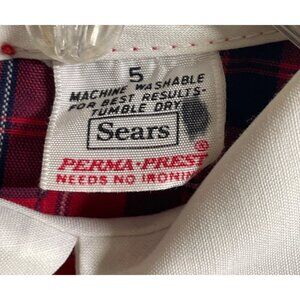 5
MACHINE WASHABLE
FOR BEST RESULTS-
TUMBLE DRY
Sears
PERMA-PREST®
NEEDS NO IRONING